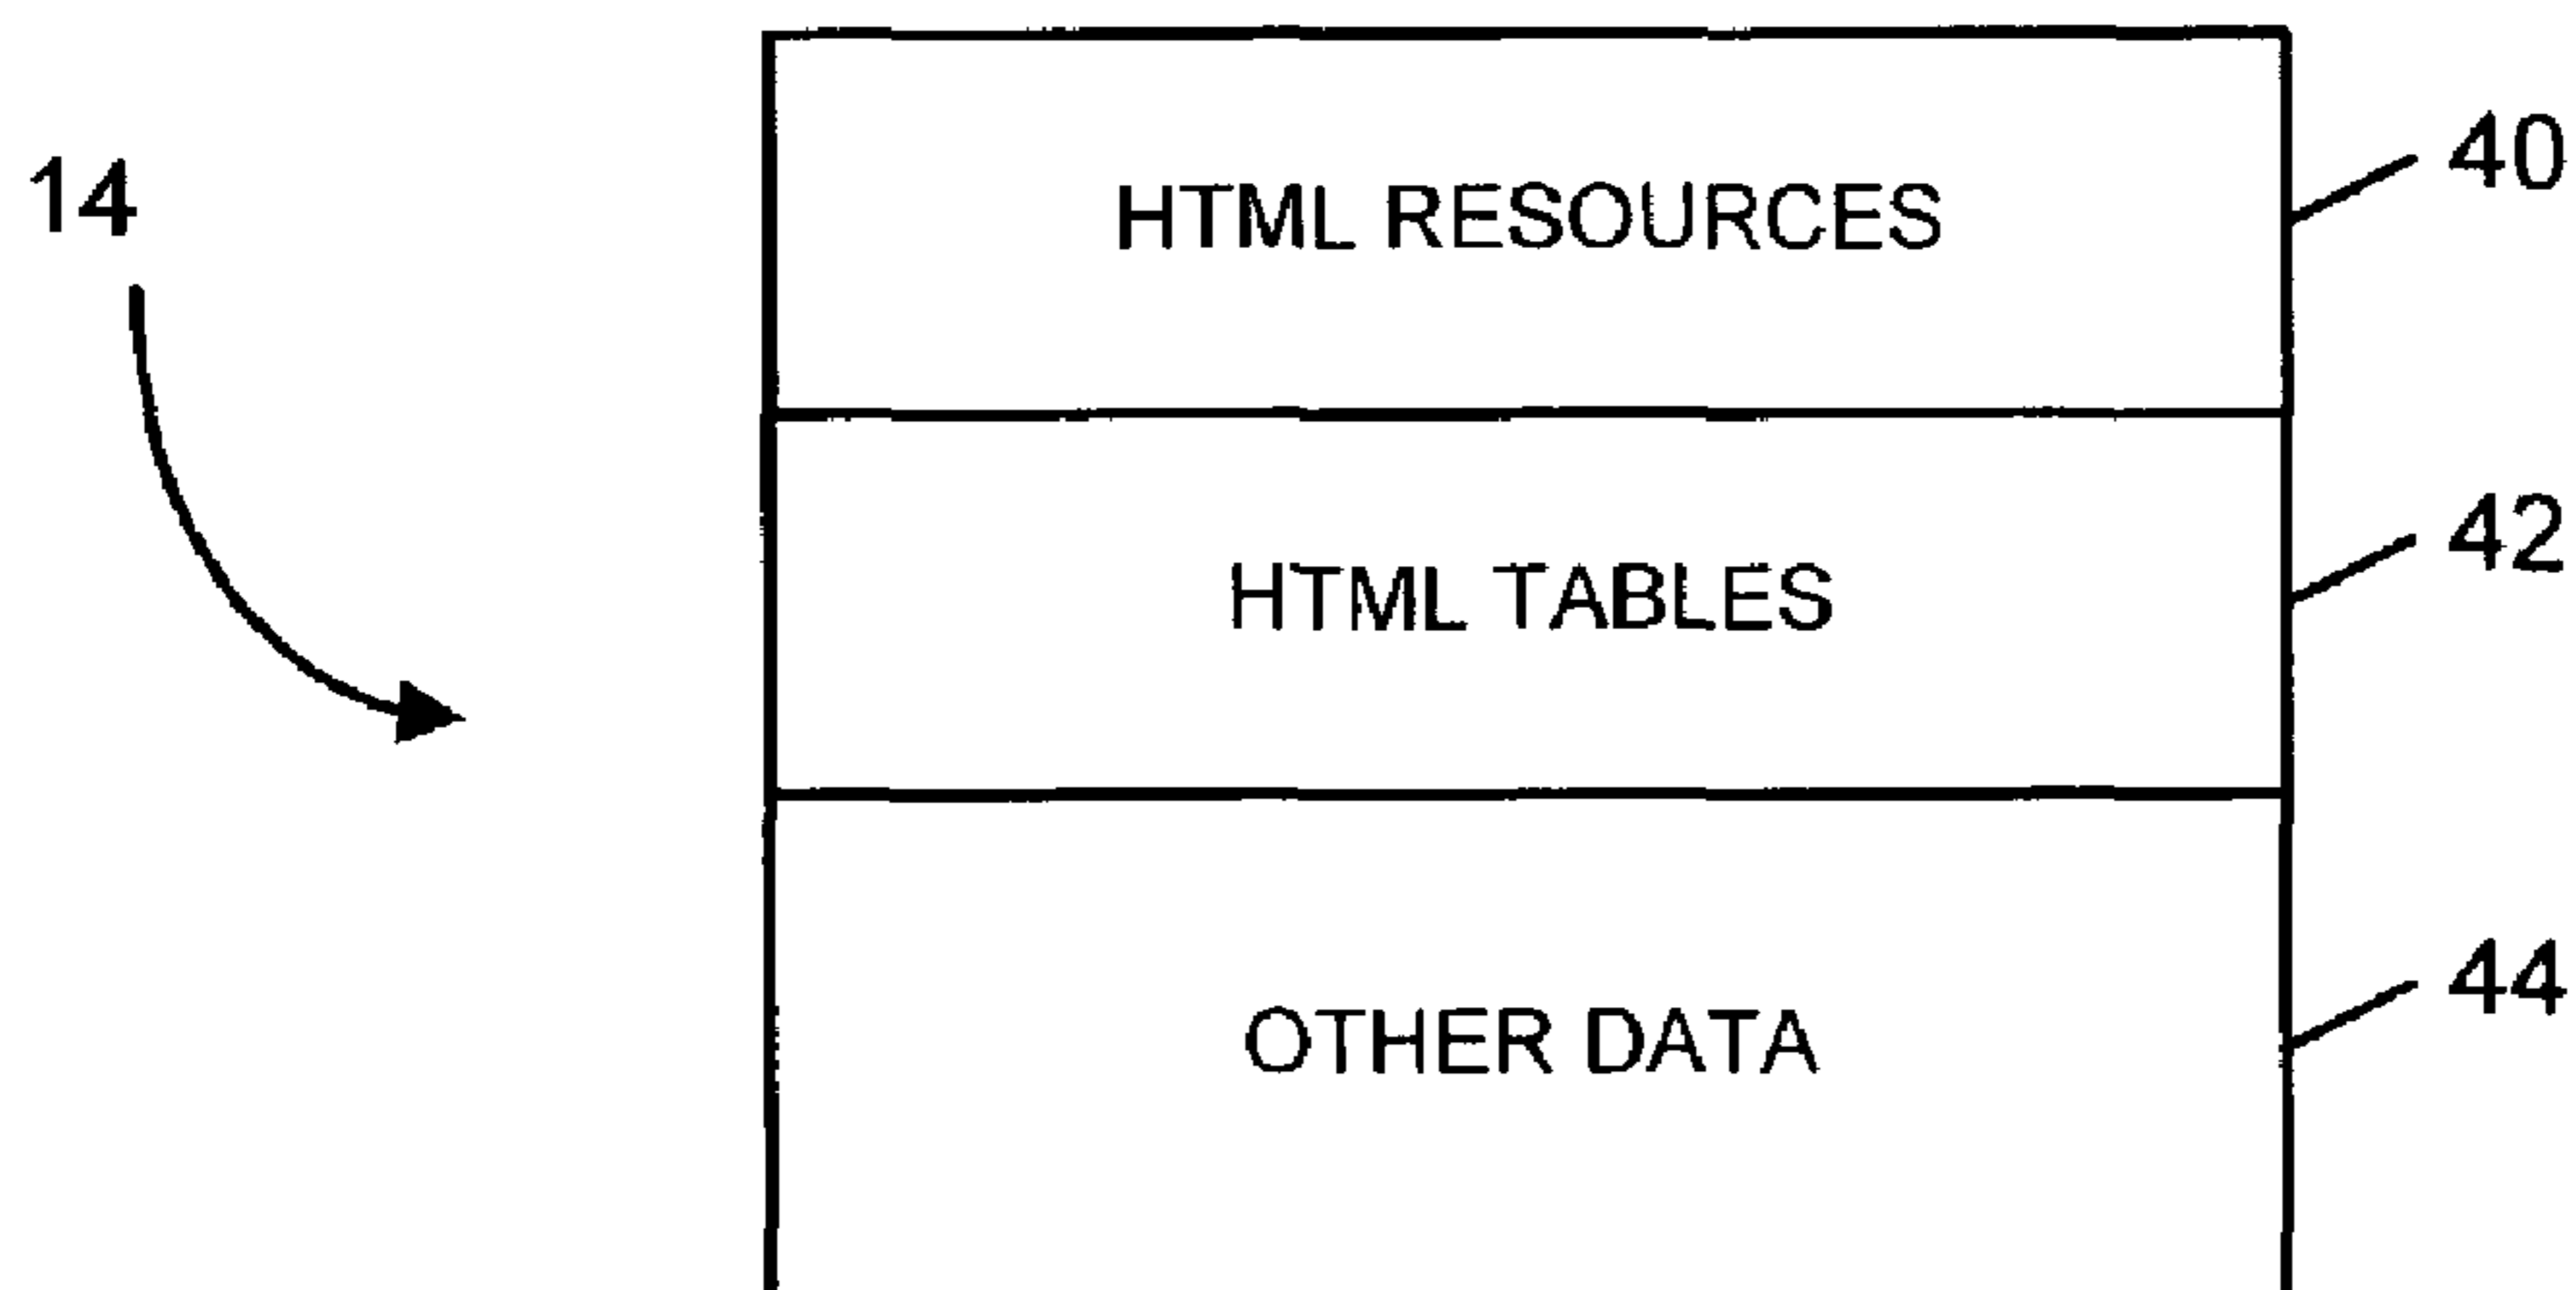 14
HTML RESOURCES
40
HTML TABLES
42
OTHER DATA
44